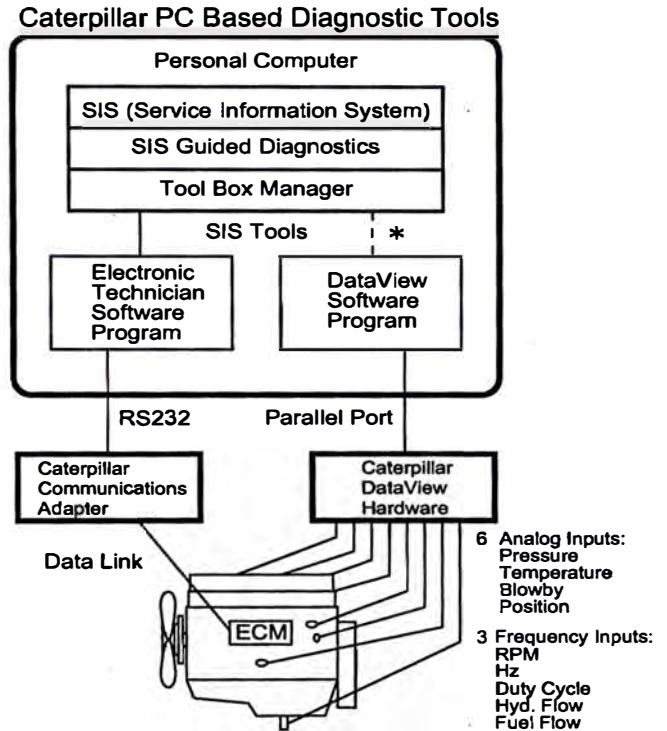 Caterpillar PC Based Diagnostic Tools
Personal Computer
SIS (Service Information System)
SIS Guided Diagnostics
Tool Box Manager
SIS Tools
*
Electronic
Technician
Software
Program
DataView
Software
Program
RS232
Parallel Port
Caterpillar
Communications
Adapter
Caterpillar
DataView
Hardware
Data Link
ECM
6 Analog Inputs:
Pressure
Temperature
Blowby
Position
3 Frequency Inputs:
RPM
Hz
Duty Cycle
Hyd. Flow
Fuel Flow